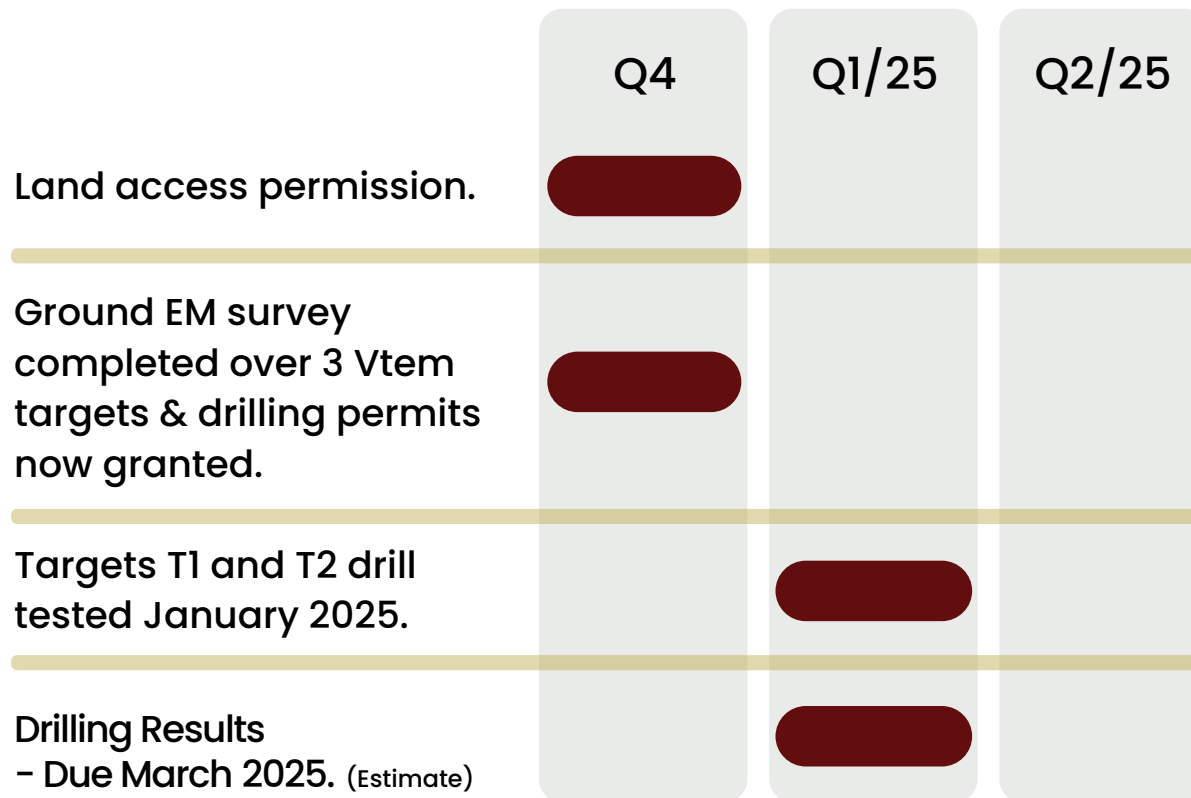 Q4 Q1/25 Q2/25
Land access permission.
Ground EM survey
completed over 3 Vtem
targets & drilling permits
now granted.
Targets T1 and T2 drill
tested January 2025.
Drilling Results
- Due March 2025. (Estimate)